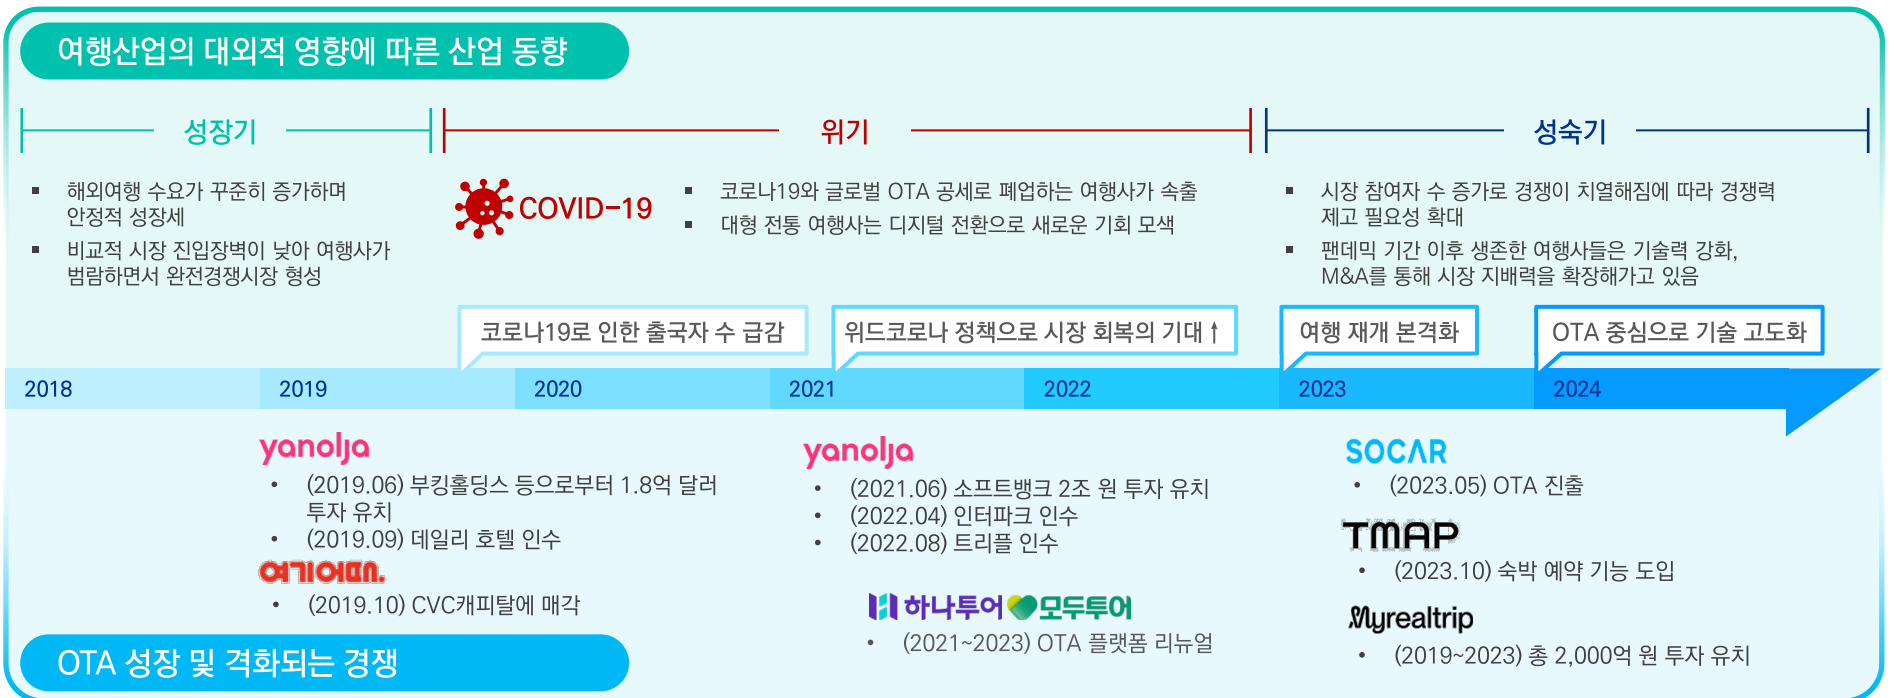 여행산업의 대외적 영향에 따른 산업 동향
성장기
위기
성숙기
▪ 해외여행 수요가 꾸준히 증가하며
안정적 성장세
▪ 비교적 시장 진입장벽이 낮아 여행사가
범람하면서 완전경쟁시장 형성
COVID-19
▪ 코로나19와 글로벌 OTA 공세로 폐업하는 여행사가 속출
▪ 대형 전통 여행사는 디지털 전환으로 새로운 기회 모색
▪ 시장 참여자 수 증가로 경쟁이 치열해짐에 따라 경쟁력
제고 필요성 확대
▪ 팬데믹 기간 이후 생존한 여행사들은 기술력 강화,
M&A를 통해 시장 지배력을 확장해가고 있음
코로나19로 인한 출국자 수 급감
위드코로나 정책으로 시장 회복의 기대↑
여행 재개 본격화
OTA 중심으로 기술 고도화
2018
2019
2020
2021
2022
2023
2024
yanolja
• (2019.06) 부킹홀딩스 등으로부터 1.8억 달러
투자 유치
• (2019.09) 데일리 호텔 인수
여기어때.
• (2019.10) CVC캐피탈에 매각
yanolja
• (2021.06) 소프트뱅크 2조 원 투자 유치
• (2022.04) 인터파크 인수
• (2022.08) 트리플 인수
하나투어 모두투어
• (2021~2023) OTA 플랫폼 리뉴얼
SOCAR
• (2023.05) OTA 진출
TMAP
• (2023.10) 숙박 예약 기능 도입
Myrealtrip
• (2019~2023) 총 2,000억 원 투자 유치
OTA 성장 및 격화되는 경쟁